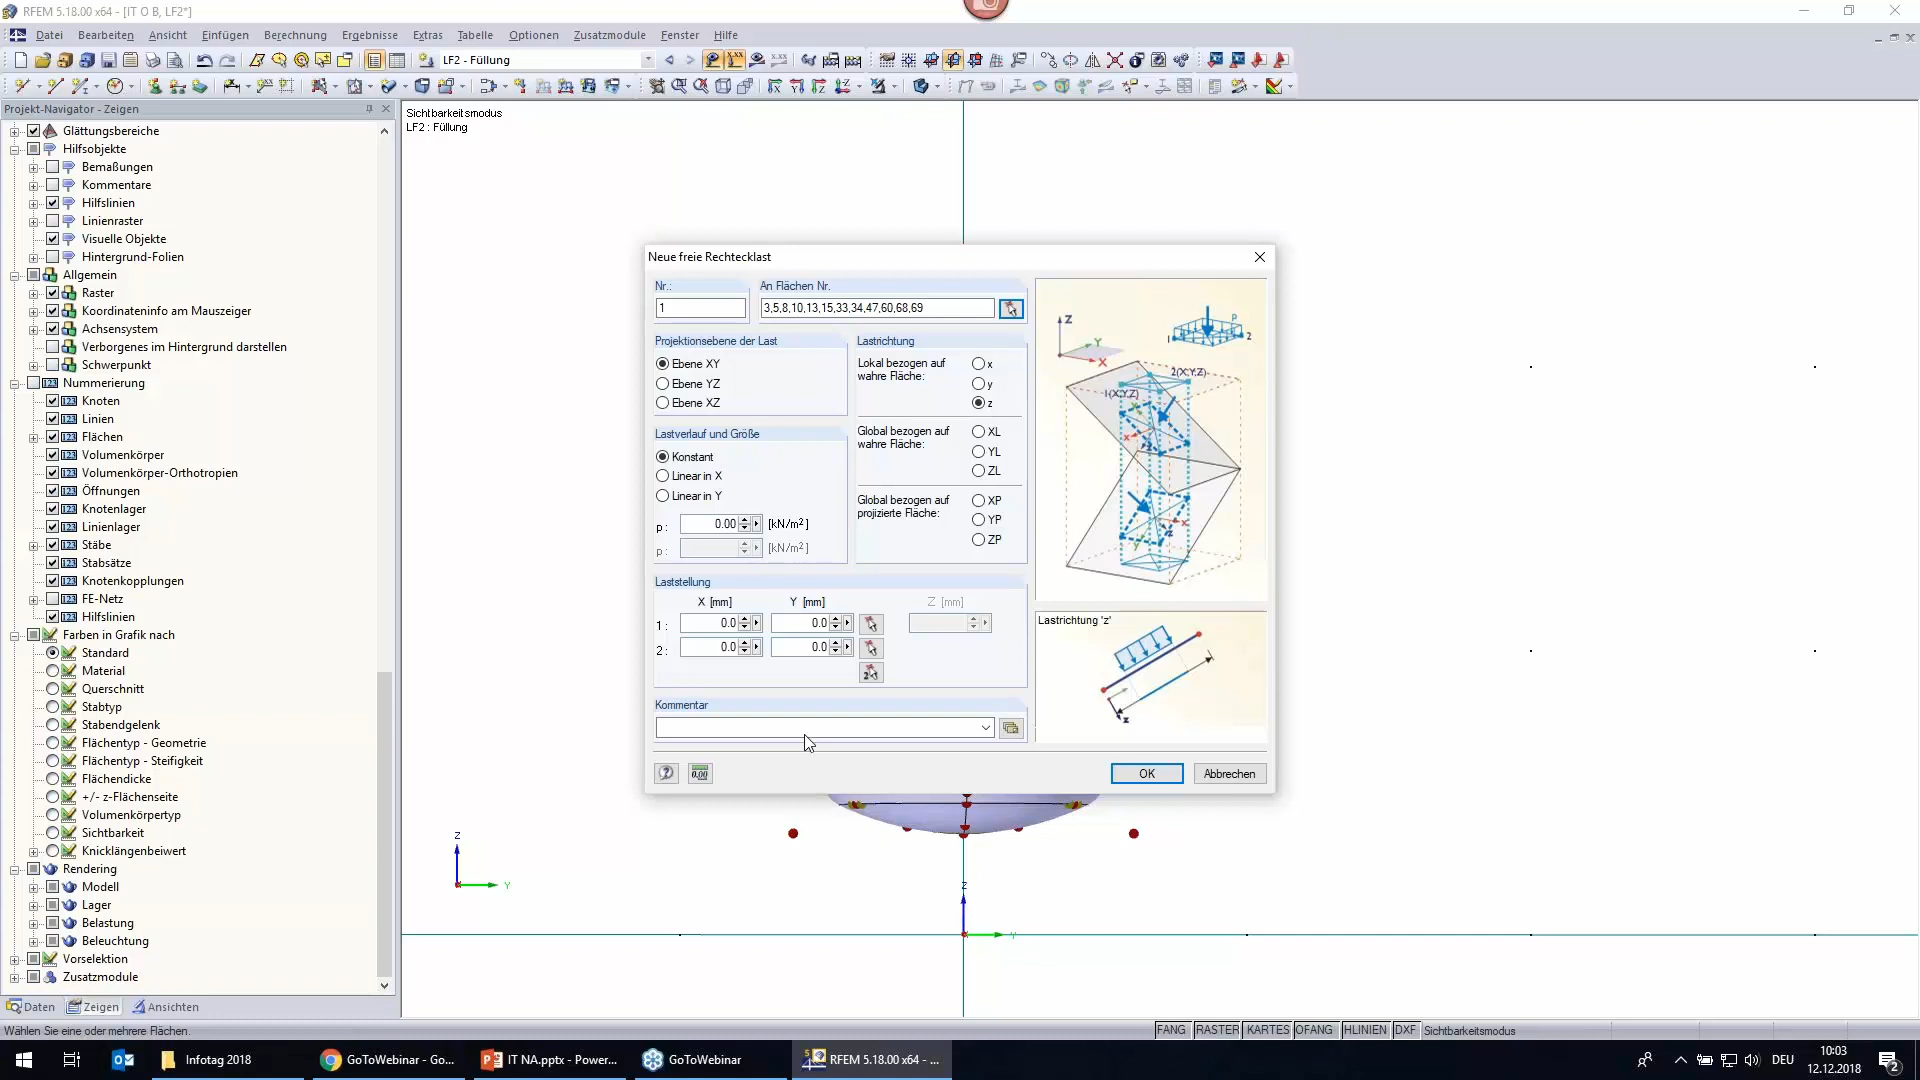 RFEM 5.18.00 x64 - [IT O B, LF2*]
Datei Bearbeiten Ansicht Einfügen Berechnung Ergebnisse Extras Tabelle Optionen Zusatzmodule Fenster Hilfe
LF2 - Füllung
Projekt-Navigator - Zeigen
Glättungsbereiche
Hilfsobjekte
Bemaßungen
Kommentare
Hilfslinien
Linienraster
Visuelle Objekte
Hintergrund-Folien
Allgemein
Raster
Koordinateninfo am Mauszeiger
Achsensystem
Verborgenes im Hintergrund darstellen
Schwerpunkt
Nummerierung
Knoten
Linien
Flächen
Volumenkörper
Volumenkörper-Orthotropien
Öffnungen
Knotenlager
Linienlager
Stäbe
Stabsätze
Knotenkopplungen
FE-Netz
Hilfslinien
Farben in Grafik nach
Standard
Material
Querschnitt
Stabtyp
Stabendgelenk
Flächentyp - Geometrie
Flächentyp - Steifigkeit
Flächendicke
+/- z-Flächenseite
Volumenkörpertyp
Sichtbarkeit
Knicklängenbeiwert
Rendering
Modell
Lager
Belastung
Beleuchtung
Vorselektion
Zusatzmodule
Daten Zeigen Ansichten
Sichtbarkeitsmodus
LF2 : Füllung
Neue freie Rechtecklast
Nr.:
1
An Flächen Nr.
3,5,8,10,13,15,33,34,47,60,68,69
Projektionsebene der Last
Ebene XY
Ebene YZ
Ebene XZ
Lastverlauf und Größe
Konstant
Linear in X
Linear in Y
p : 0.00 [kN/m²]
p : [kN/m²]
Lastrichtung
Lokal bezogen auf
wahre Fläche:
x
y
z
Global bezogen auf
wahre Fläche:
XL
YL
ZL
Global bezogen auf
projizierte Fläche:
XP
YP
ZP
Laststellung
X [mm] Y [mm] Z [mm]
1 : 0.0 0.0
2 : 0.0 0.0
2
Kommentar
0.00
OK Abbrechen
Z
Y
X
P
1 2
2(X,Y,Z)
1(X,Y,Z)
x
z
Lastrichtung 'z'
z
Z
Y
Z
Y
Wählen Sie eine oder mehrere Flächen.
FANG RASTER KARTES OFANG HLINIEN DXF Sichtbarkeitsmodus
Infotag 2018
GoToWebinar - Go...
IT NA.pptx - Power...
GoToWebinar
RFEM 5.18.00 x64 - ...
DEU
10:03
12.12.2018
2